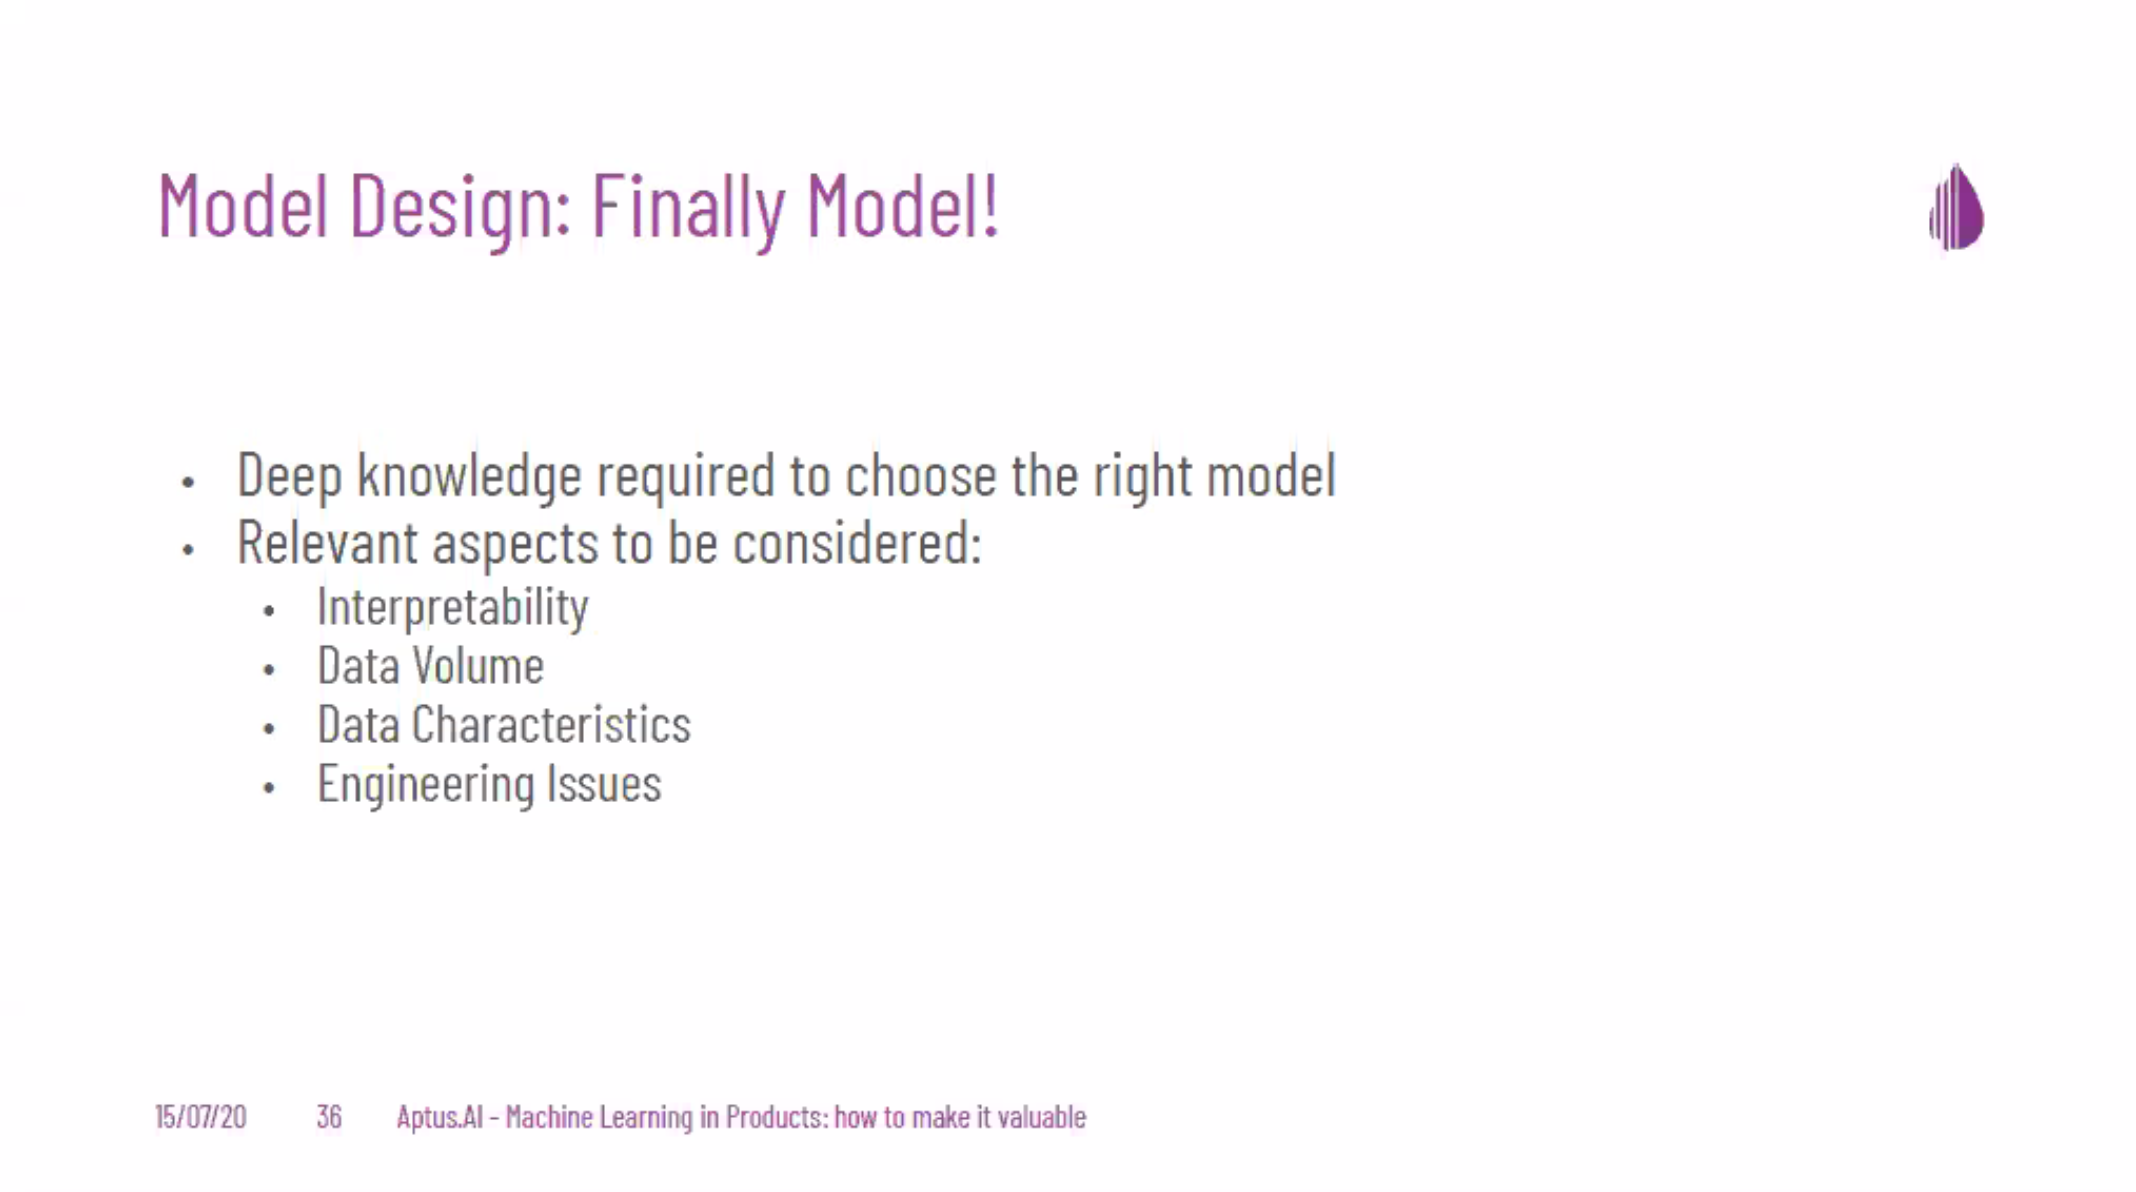 Model Design: Finally Model!
• Deep knowledge required to choose the right model
• Relevant aspects to be considered:
• Interpretability
• Data Volume
• Data Characteristics
• Engineering Issues
15/07/20 36 Aptus.AI - Machine Learning in Products: how to make it valuable